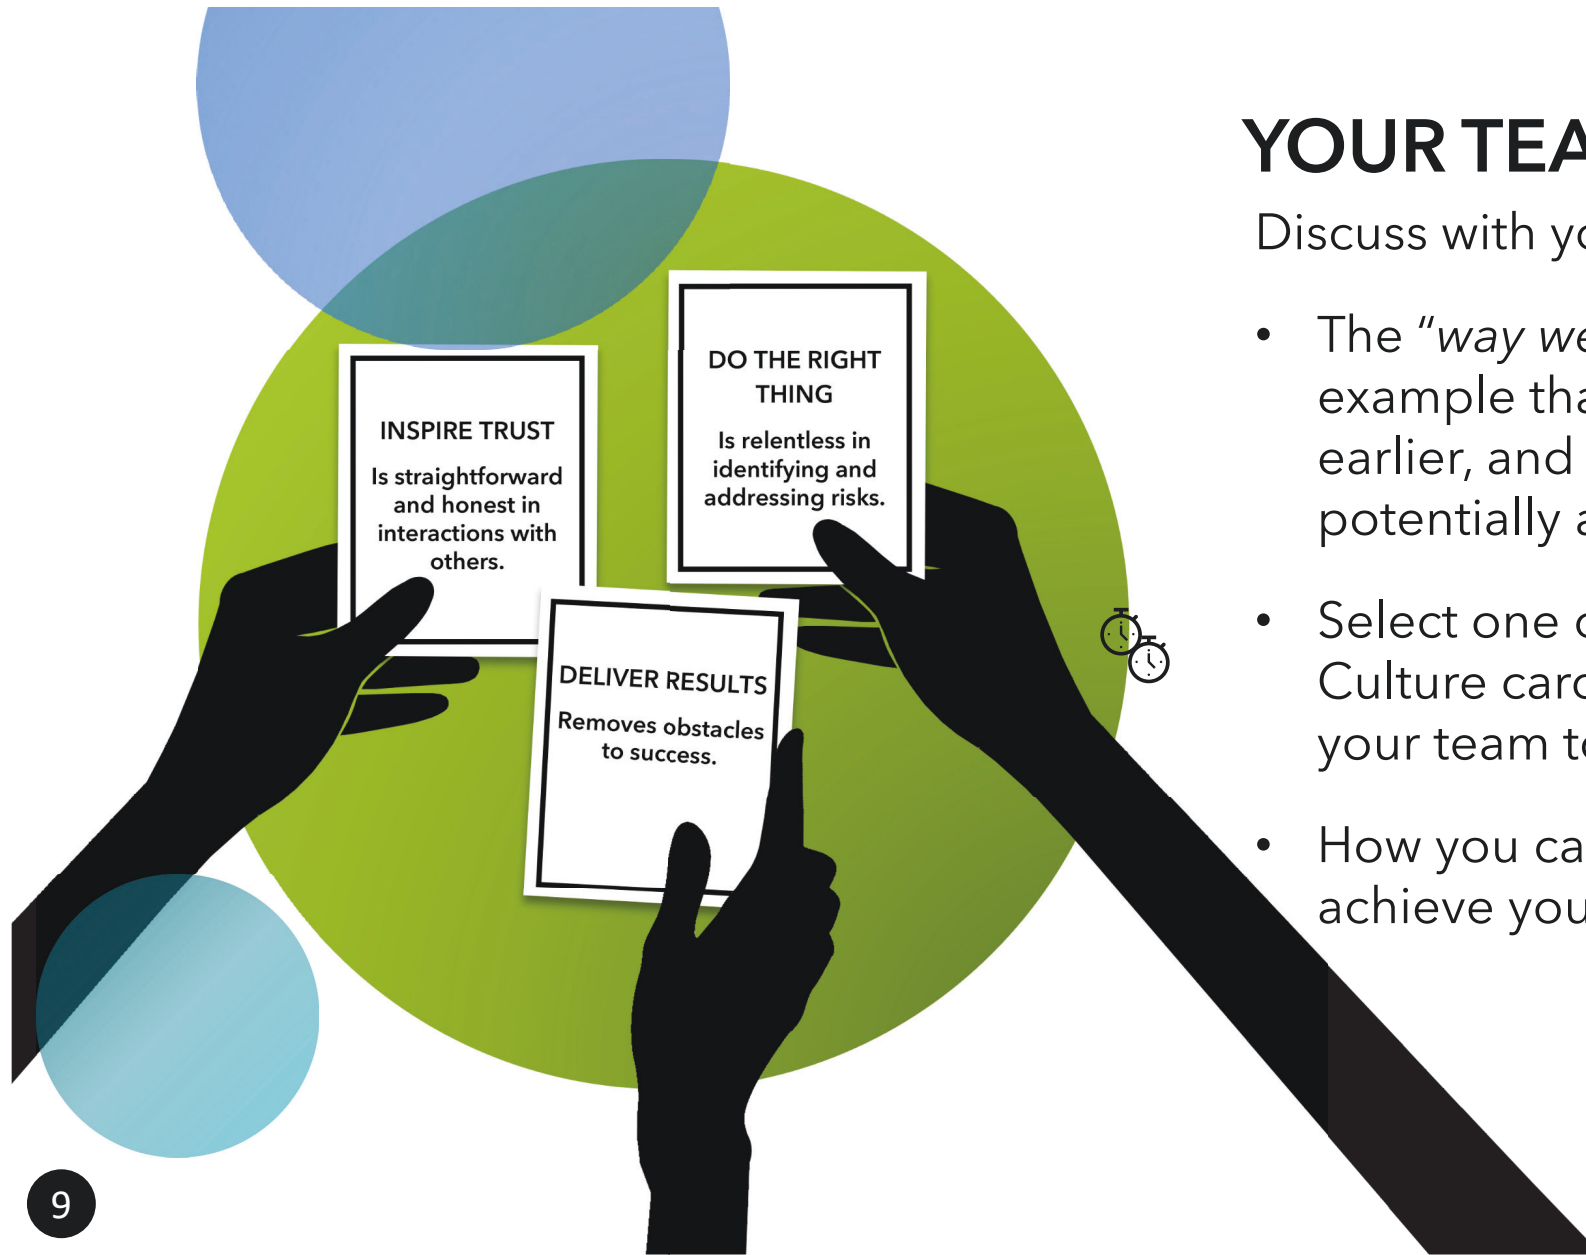 INSPIRE TRUST
Is straightforward
and honest in
interactions with
others.
DO THE RIGHT
THING
Is relentless in
identifying and
addressing risks.
DELIVER RESULTS
Removes obstacles
to success.
YOUR TEA
Discuss with yo
• The “way we
example tha
earlier, and
potentially a
• Select one o
Culture card
your team to
• How you ca
achieve you
9